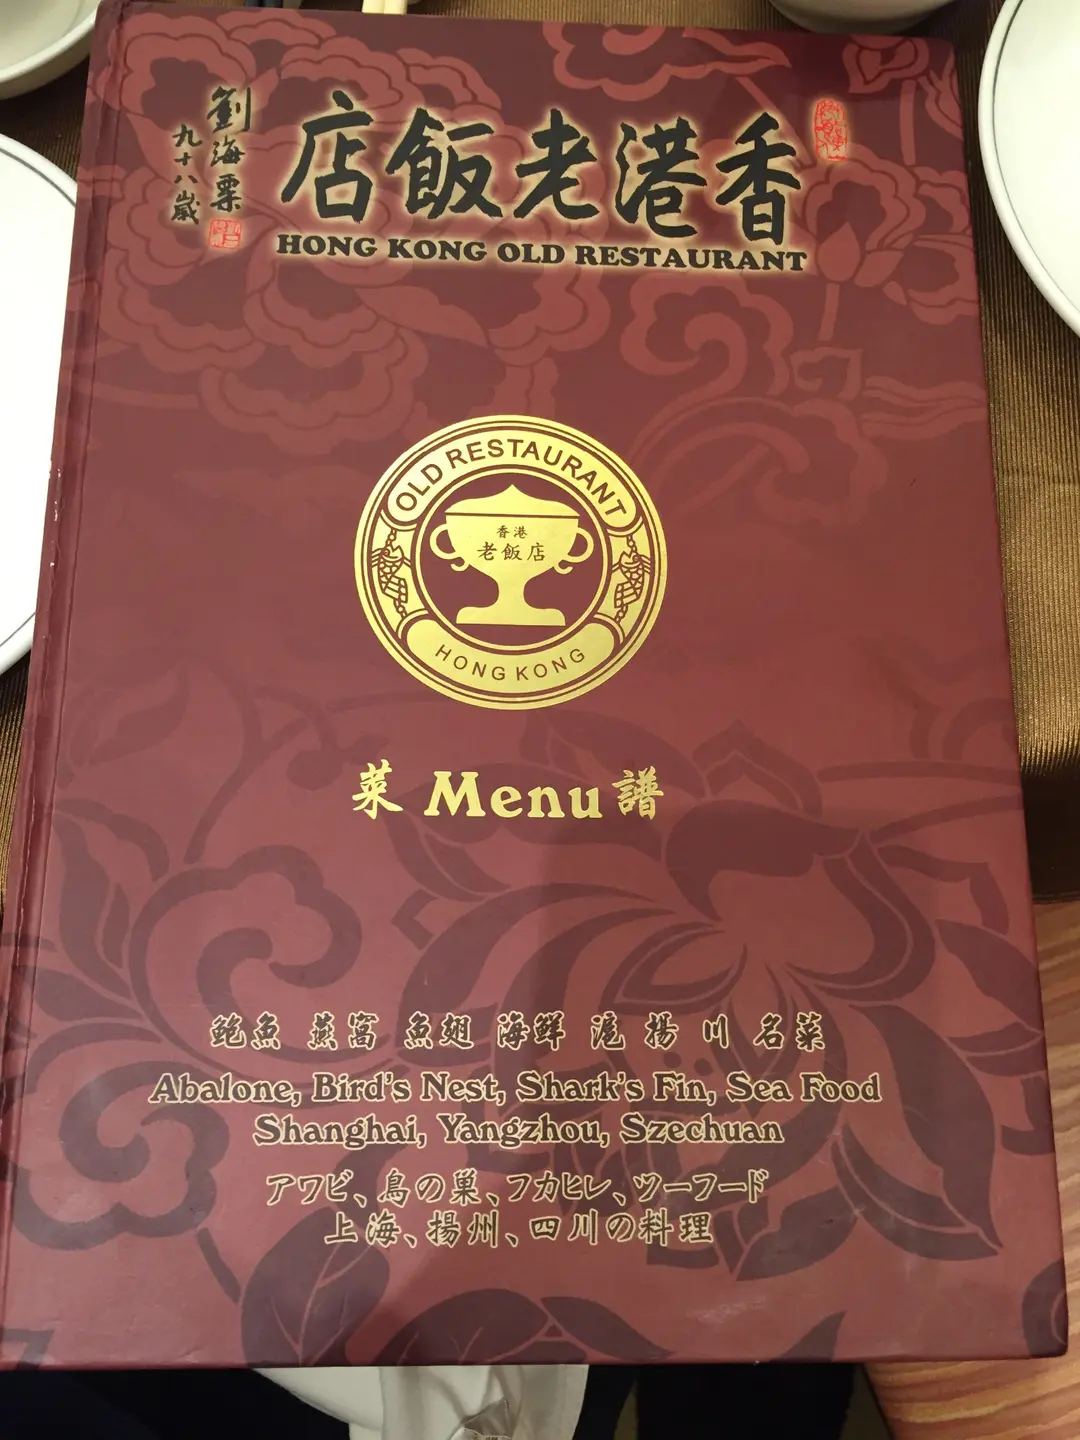 香港老飯店
劉海粟
九十八歲
HONG KONG OLD RESTAURANT
OLD RESTAURANT
香港
老飯店
HONG KONG
菜 Menu 譜
鮑魚 燕窩 魚翅 海鮮 滬 揚 川 名菜
Abalone, Bird's Nest, Shark's Fin, Sea Food
Shanghai, Yangzhou, Szechuan
アワビ、鳥の巣、フカヒレ、ツーフード
上海、揚州、四川の料理